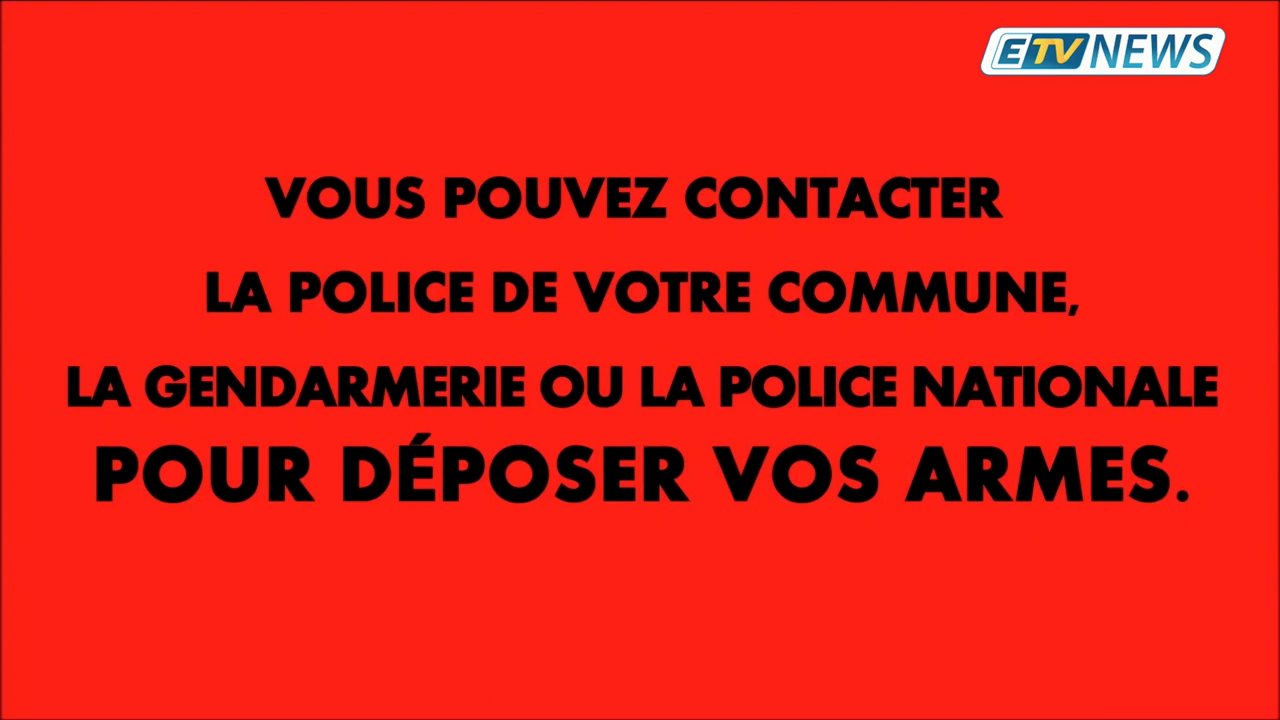 ETV NEWS
VOUS POUVEZ CONTACTER
LA POLICE DE VOTRE COMMUNE,
LA GENDARMERIE OU LA POLICE NATIONALE
POUR DÉPOSER VOS ARMES.